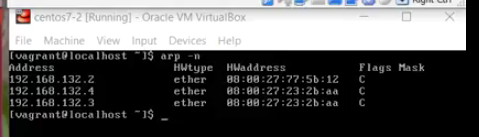 Right Ctrl
centos7-2 [Running] - Oracle VM VirtualBox
File Machine View Input Devices Help
[vagrant@localhost ~]$ arp -n
Address HWtype HWaddress Flags Mask
192.168.132.2 ether 08:00:27:77:5b:12 C
192.168.132.4 ether 08:00:27:23:2b:aa C
192.168.132.3 ether 08:00:27:23:2b:aa C
[vagrant@localhost ~]$ _